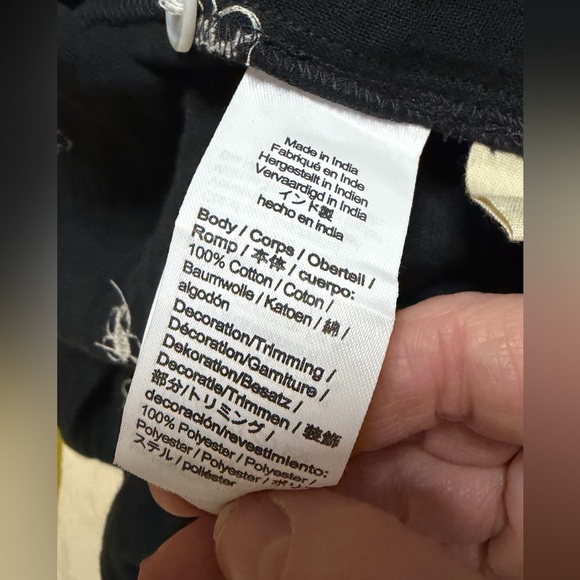 Made in India
Fabriqué en Inde
Hergestellt in Indien
Vervaardigd in India
インド製
hecho en india
Body / Corps / Oberteil /
Romp / 本体 / cuerpo:
100% Cotton / Coton /
Baumwolle / Katoen / 綿 /
algodón
Decoration/Trimming /
Décoration/Garniture /
Dekoration/Besatz /
Decoratie/Trimmen / 装飾
部分/トリミング /
decoración/revestimiento:
100% Polyester / Polyester /
Polyester / Polyester / ポリエ
ステル / poliéster